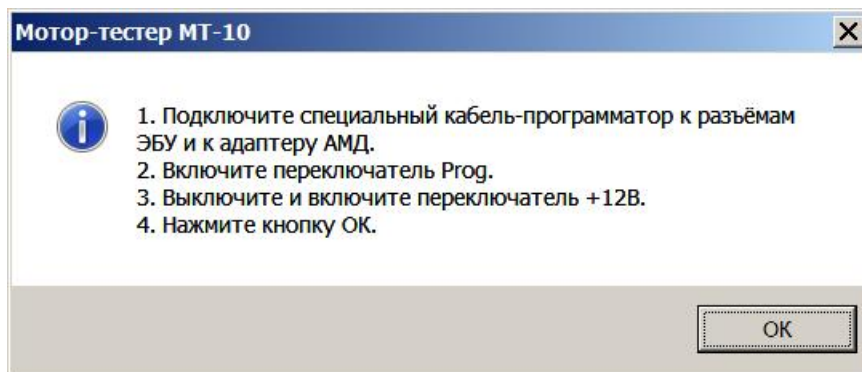 Мотор-тестер МТ-10
1. Подключите специальный кабель-программатор к разъёмам
ЭБУ и к адаптеру АМД.
2. Включите переключатель Prog.
3. Выключите и включите переключатель +12В.
4. Нажмите кнопку ОК.
ОК